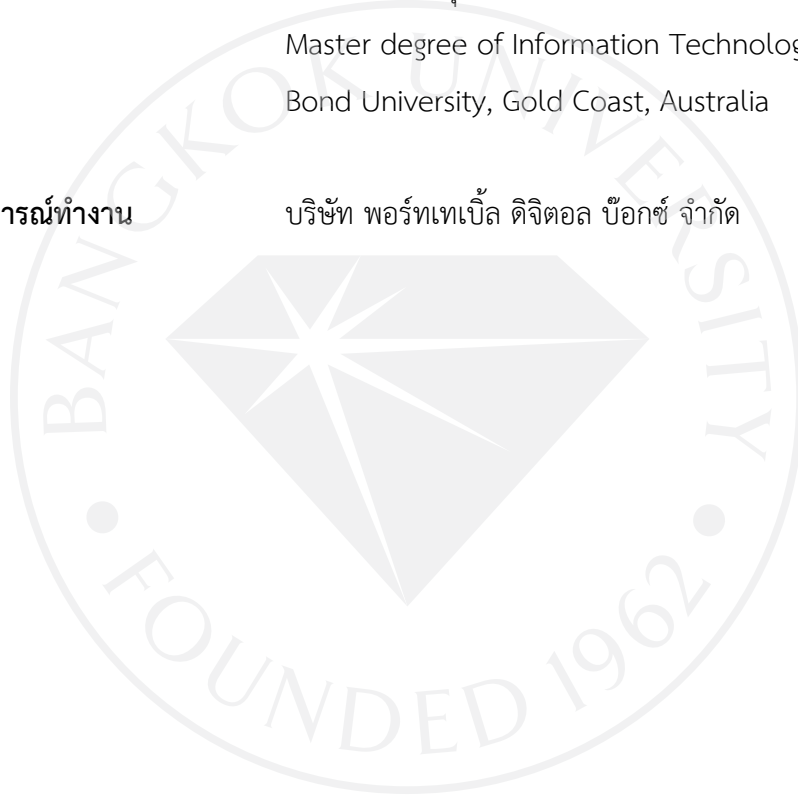 Master degree of Information Technolog
Bond University, Gold Coast, Australia
ารณ์ทำงาน บริษัท พอร์ทเทเบิ้ล ดิจิตอล บ๊อกซ์ จำกัด
BANGKOK UNIVERSITY
FOUNDED 1962